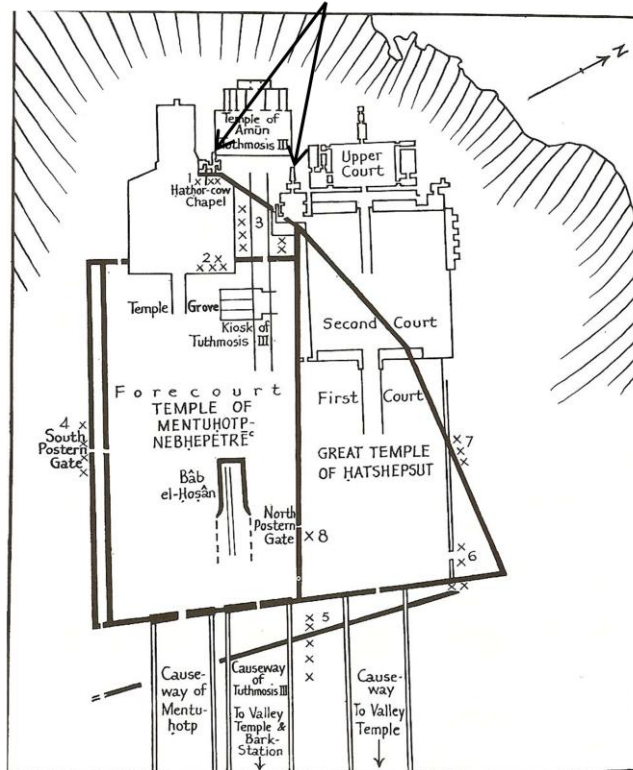 N
Temple of
Amûn
Tuthmosis III
Upper
Court
1
Hatḥor-cow
Chapel
3
2
Temple Grove
Kiosk of
Tuthmosis III
Second Court
Forecourt
TEMPLE OF
MENTUḤOTP-
NEBḤEPETRĒᶜ
First Court
4
South
Postern
Gate
GREAT TEMPLE
OF ḤATSHEPSUT
7
Bâb
el-Ḥoṣân
North
Postern
Gate
8
6
5
Cause-
way of
Mentu-
ḥotp
Causeway
of
Tuthmosis III
To Valley
Temple &
Bark-
Station
Cause-
way
To Valley
Temple